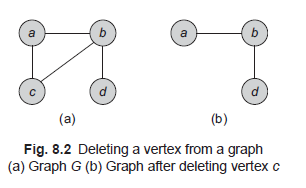 a b a b
c d d
(a) (b)
Fig. 8.2 Deleting a vertex from a graph
(a) Graph G (b) Graph after deleting vertex c